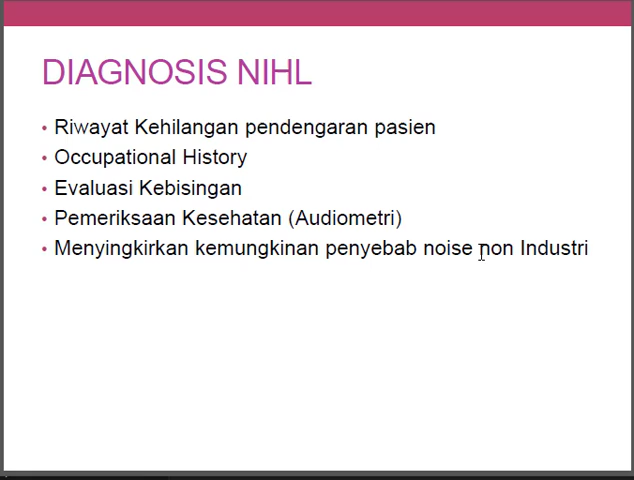 DIAGNOSIS NIHL
• Riwayat Kehilangan pendengaran pasien
• Occupational History
• Evaluasi Kebisingan
• Pemeriksaan Kesehatan (Audiometri)
• Menyingkirkan kemungkinan penyebab noise non Industri